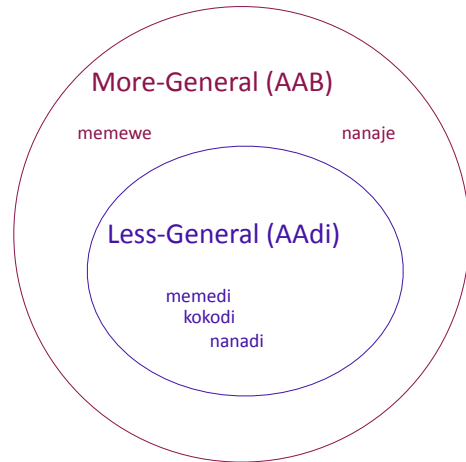 More-General (AAB)
memewe nanaje
Less-General (AAdi)
memedi
kokodi
nanadi